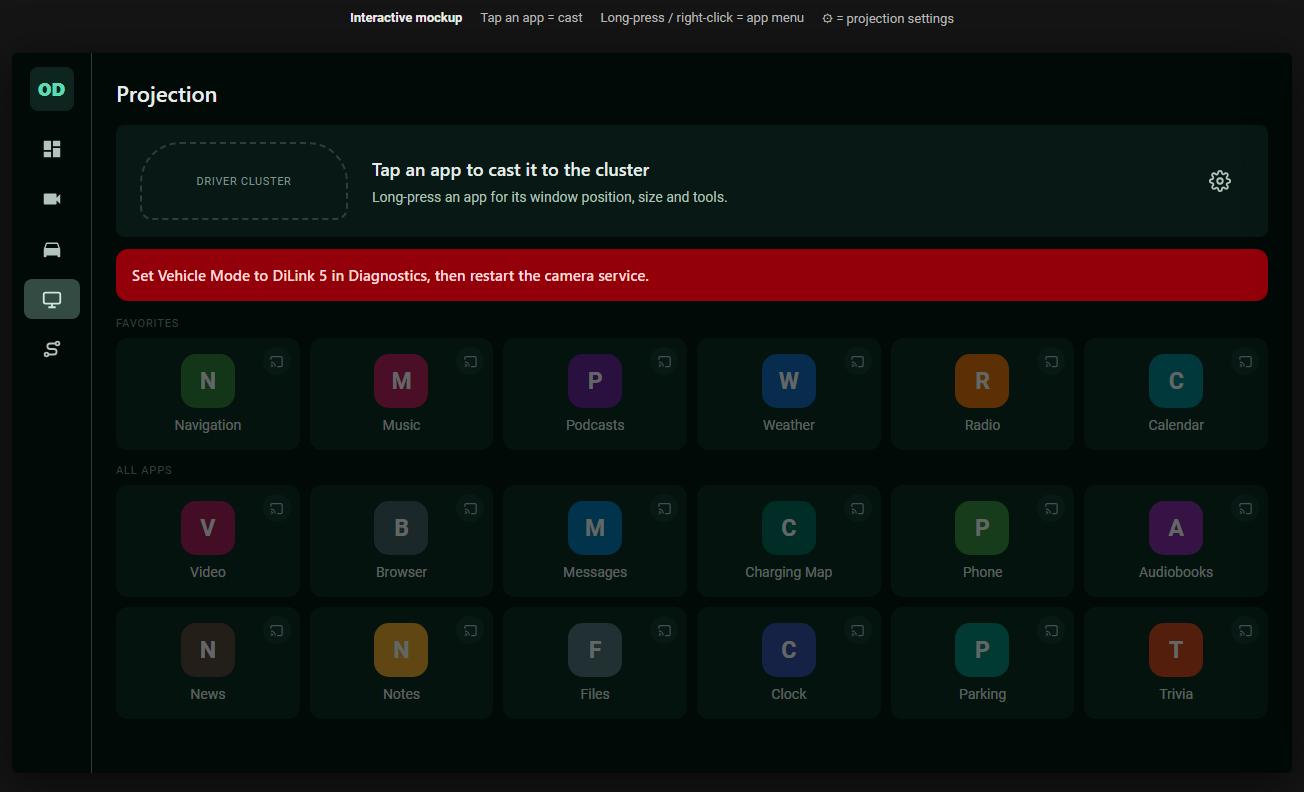 Interactive mockup Tap an app = cast Long-press / right-click = app menu ⚙ = projection settings
OD
Projection
DRIVER CLUSTER
Tap an app to cast it to the cluster
Long-press an app for its window position, size and tools.
Set Vehicle Mode to DiLink 5 in Diagnostics, then restart the camera service.
FAVORITES
N M P W R C
Navigation Music Podcasts Weather Radio Calendar
ALL APPS
V B M C P A
Video Browser Messages Charging Map Phone Audiobooks
N N F C P T
News Notes Files Clock Parking Trivia